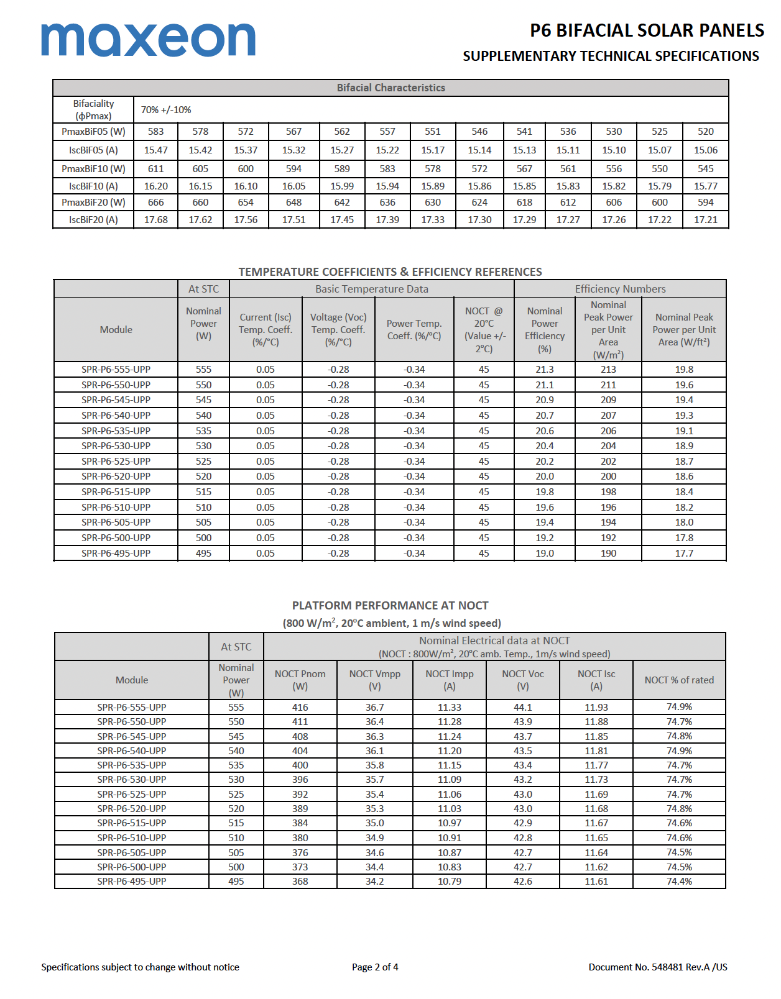 maxeon
P6 BIFACIAL SOLAR PANELS
SUPPLEMENTARY TECHNICAL SPECIFICATIONS
Bifacial Characteristics
Bifaciality (ϕPmax) 70% +/-10%
PmaxBiF05 (W) 583 578 572 567 562 557 551 546 541 536 530 525 520
IscBiF05 (A) 15.47 15.42 15.37 15.32 15.27 15.22 15.17 15.14 15.13 15.11 15.10 15.07 15.06
PmaxBiF10 (W) 611 605 600 594 589 583 578 572 567 561 556 550 545
IscBiF10 (A) 16.20 16.15 16.10 16.05 15.99 15.94 15.89 15.86 15.85 15.83 15.82 15.79 15.77
PmaxBiF20 (W) 666 660 654 648 642 636 630 624 618 612 606 600 594
IscBiF20 (A) 17.68 17.62 17.56 17.51 17.45 17.39 17.33 17.30 17.29 17.27 17.26 17.22 17.21
TEMPERATURE COEFFICIENTS & EFFICIENCY REFERENCES
At STC Basic Temperature Data Efficiency Numbers
Module Nominal Power (W) Current (Isc) Temp. Coeff. (%/°C) Voltage (Voc) Temp. Coeff. (%/°C) Power Temp. Coeff. (%/°C) NOCT @ 20°C (Value +/- 2°C) Nominal Power Efficiency (%) Nominal Peak Power per Unit Area (W/m²) Nominal Peak Power per Unit Area (W/ft²)
SPR-P6-555-UPP 555 0.05 -0.28 -0.34 45 21.3 213 19.8
SPR-P6-550-UPP 550 0.05 -0.28 -0.34 45 21.1 211 19.6
SPR-P6-545-UPP 545 0.05 -0.28 -0.34 45 20.9 209 19.4
SPR-P6-540-UPP 540 0.05 -0.28 -0.34 45 20.7 207 19.3
SPR-P6-535-UPP 535 0.05 -0.28 -0.34 45 20.6 206 19.1
SPR-P6-530-UPP 530 0.05 -0.28 -0.34 45 20.4 204 18.9
SPR-P6-525-UPP 525 0.05 -0.28 -0.34 45 20.2 202 18.7
SPR-P6-520-UPP 520 0.05 -0.28 -0.34 45 20.0 200 18.6
SPR-P6-515-UPP 515 0.05 -0.28 -0.34 45 19.8 198 18.4
SPR-P6-510-UPP 510 0.05 -0.28 -0.34 45 19.6 196 18.2
SPR-P6-505-UPP 505 0.05 -0.28 -0.34 45 19.4 194 18.0
SPR-P6-500-UPP 500 0.05 -0.28 -0.34 45 19.2 192 17.8
SPR-P6-495-UPP 495 0.05 -0.28 -0.34 45 19.0 190 17.7
PLATFORM PERFORMANCE AT NOCT
(800 W/m², 20°C ambient, 1 m/s wind speed)
At STC Nominal Electrical data at NOCT
(NOCT : 800W/m², 20°C amb. Temp., 1m/s wind speed)
Module Nominal Power (W) NOCT Pnom (W) NOCT Vmpp (V) NOCT Impp (A) NOCT Voc (V) NOCT Isc (A) NOCT % of rated
SPR-P6-555-UPP 555 416 36.7 11.33 44.1 11.93 74.9%
SPR-P6-550-UPP 550 411 36.4 11.28 43.9 11.88 74.7%
SPR-P6-545-UPP 545 408 36.3 11.24 43.7 11.85 74.8%
SPR-P6-540-UPP 540 404 36.1 11.20 43.5 11.81 74.9%
SPR-P6-535-UPP 535 400 35.8 11.15 43.4 11.77 74.7%
SPR-P6-530-UPP 530 396 35.7 11.09 43.2 11.73 74.7%
SPR-P6-525-UPP 525 392 35.4 11.06 43.0 11.69 74.7%
SPR-P6-520-UPP 520 389 35.3 11.03 43.0 11.68 74.8%
SPR-P6-515-UPP 515 384 35.0 10.97 42.9 11.67 74.6%
SPR-P6-510-UPP 510 380 34.9 10.91 42.8 11.65 74.6%
SPR-P6-505-UPP 505 376 34.6 10.87 42.7 11.64 74.5%
SPR-P6-500-UPP 500 373 34.4 10.83 42.7 11.62 74.5%
SPR-P6-495-UPP 495 368 34.2 10.79 42.6 11.61 74.4%
Specifications subject to change without notice Page 2 of 4 Document No. 548481 Rev.A /US